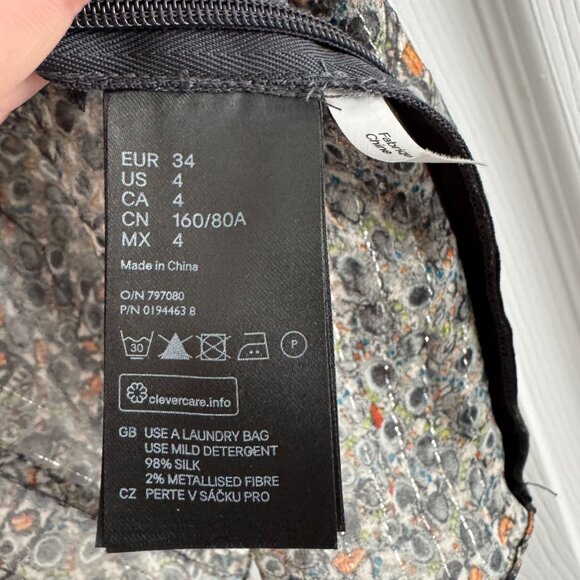 EUR 34
US 4
CA 4
CN 160/80A
MX 4
Made in China
O/N 797080
P/N 0194463 8
30
P
clevercare.info
GB USE A LAUNDRY BAG
USE MILD DETERGENT
98% SILK
2% METALLISED FIBRE
CZ PERTE V SÁČKU PRO
Chine